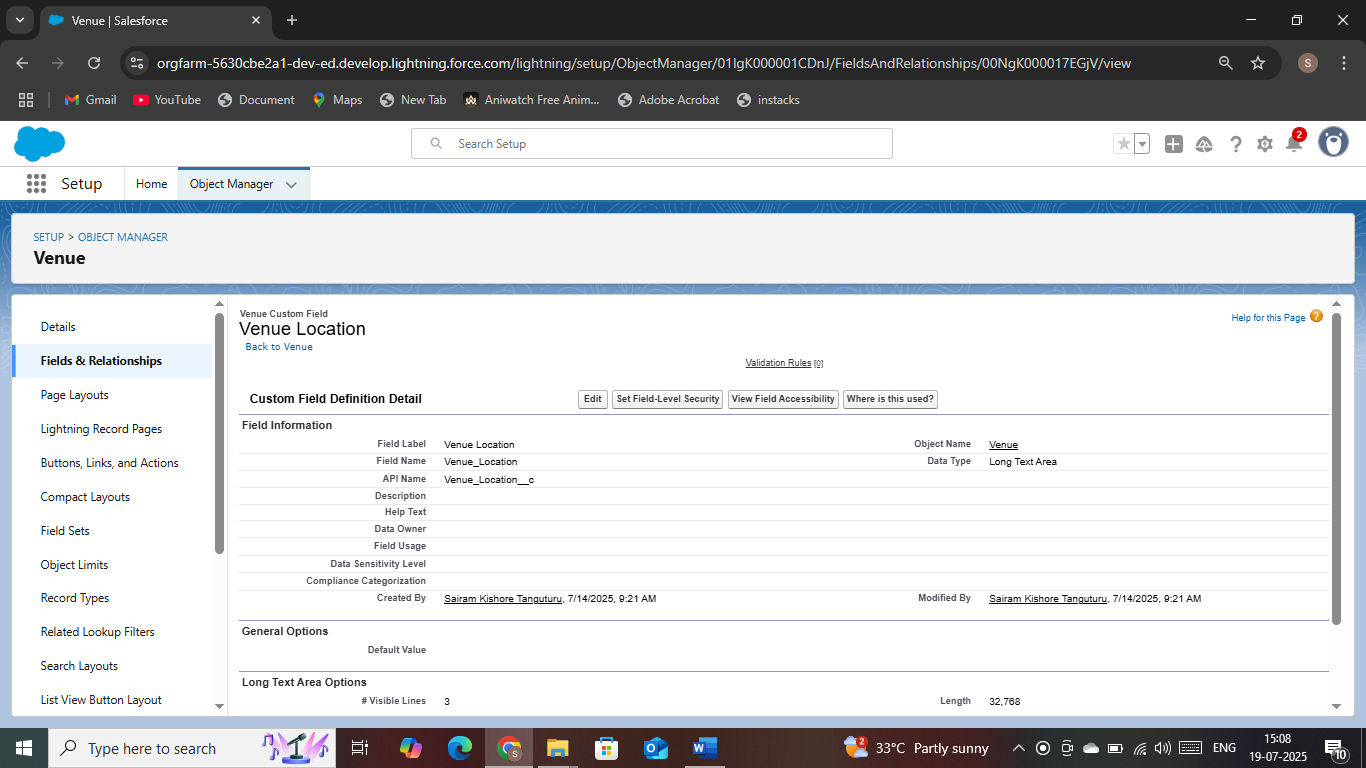 Venue | Salesforce
orgfarm-5630cbe2a1-dev-ed.develop.lightning.force.com/lightning/setup/ObjectManager/01IgK000001CDnJ/FieldsAndRelationships/00NgK000017EGjV/view
S
Gmail YouTube Document Maps New Tab Aniwatch Free Anim... Adobe Acrobat instacks
Search Setup
2
Setup Home Object Manager
SETUP > OBJECT MANAGER
Venue
Details
Fields & Relationships
Page Layouts
Lightning Record Pages
Buttons, Links, and Actions
Compact Layouts
Field Sets
Object Limits
Record Types
Related Lookup Filters
Search Layouts
List View Button Layout
Venue Custom Field
Venue Location
Back to Venue
Help for this Page ?
Validation Rules [0]
Custom Field Definition Detail Edit Set Field-Level Security View Field Accessibility Where is this used?
Field Information
Field Label Venue Location Object Name Venue
Field Name Venue_Location Data Type Long Text Area
API Name Venue_Location__c
Description
Help Text
Data Owner
Field Usage
Data Sensitivity Level
Compliance Categorization
Created By Sairam Kishore Tanguturu, 7/14/2025, 9:21 AM Modified By Sairam Kishore Tanguturu, 7/14/2025, 9:21 AM
General Options
Default Value
Long Text Area Options
# Visible Lines 3 Length 32,768
Type here to search
S
W
2
33°C Partly sunny
ENG
15:08
19-07-2025
10